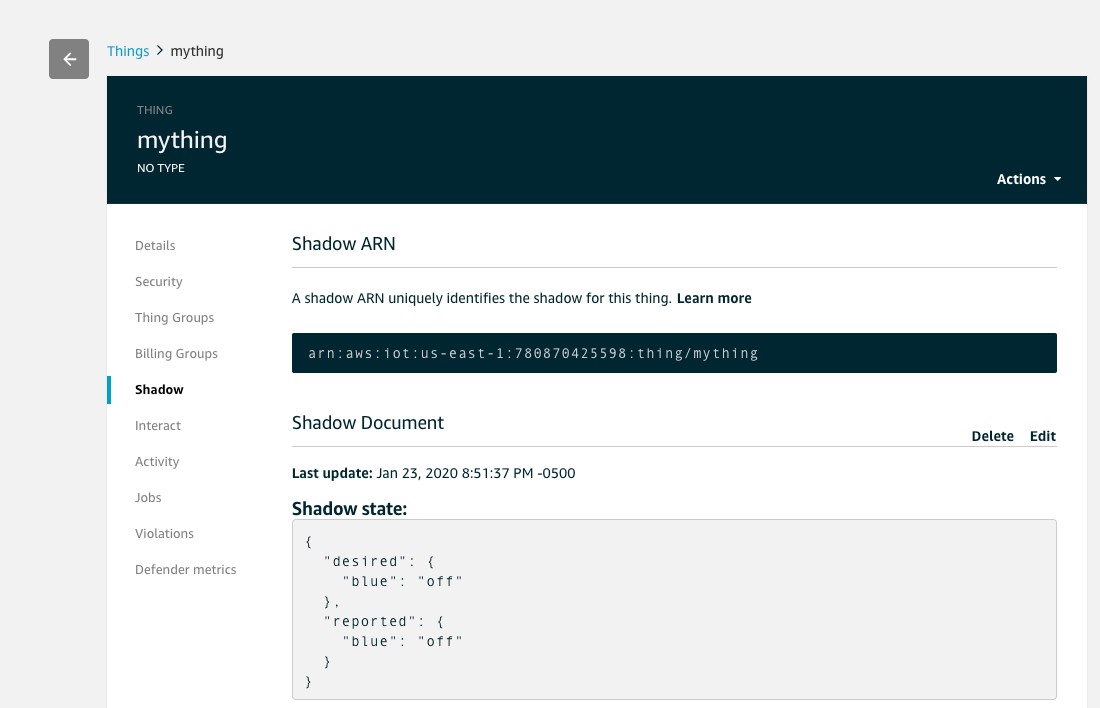 Things > mything
THING
mything
NO TYPE
Actions
Details
Security
Thing Groups
Billing Groups
Shadow
Interact
Activity
Jobs
Violations
Defender metrics
Shadow ARN
A shadow ARN uniquely identifies the shadow for this thing. Learn more
arn:aws:iot:us-east-1:780870425598:thing/mything
Shadow Document
Delete Edit
Last update: Jan 23, 2020 8:51:37 PM -0500
Shadow state:
{
  "desired": {
    "blue": "off"
  },
  "reported": {
    "blue": "off"
  }
}